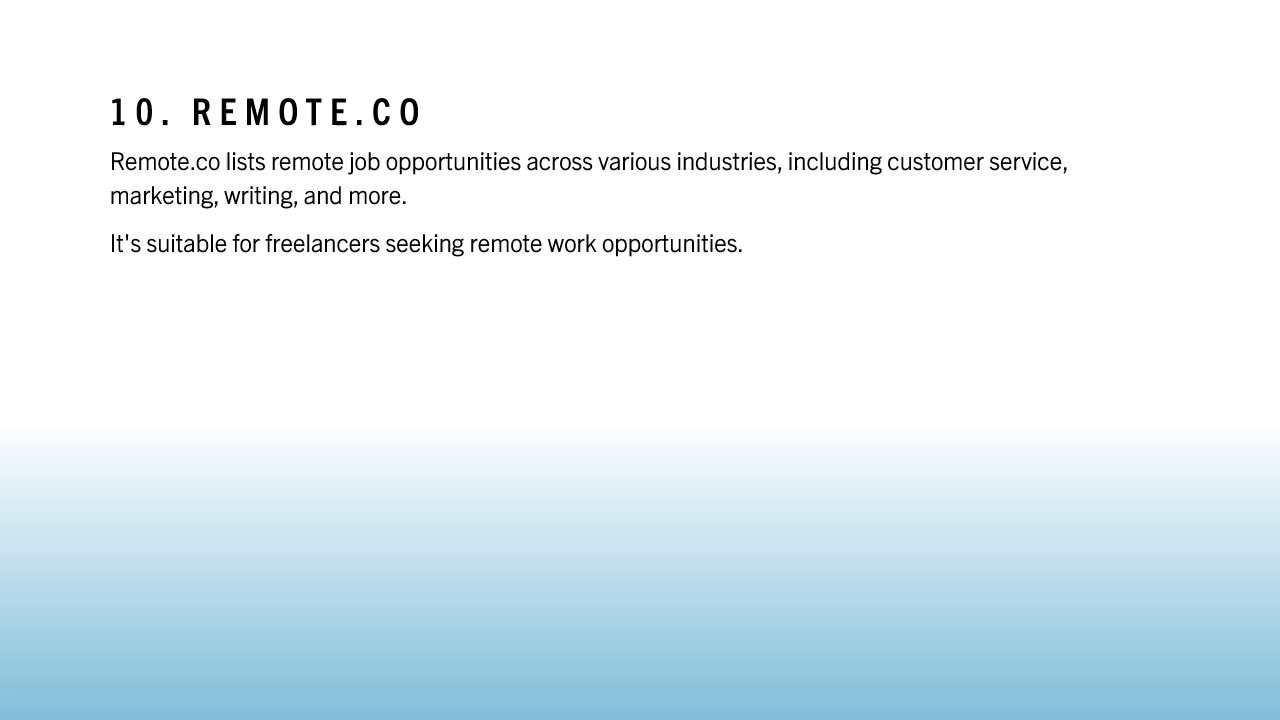 10. REMOTE.CO
Remote.co lists remote job opportunities across various industries, including customer service,
marketing, writing, and more.
It's suitable for freelancers seeking remote work opportunities.